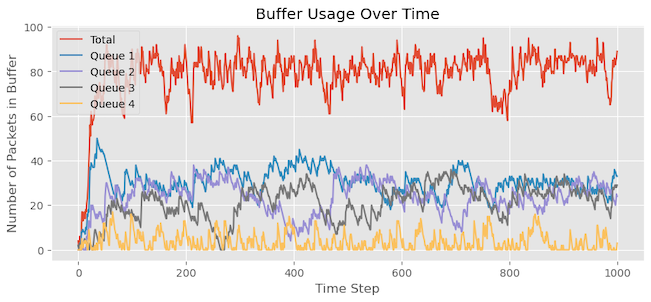 Buffer Usage Over Time
Number of Packets in Buffer
100
80
60
40
20
0
Total
Queue 1
Queue 2
Queue 3
Queue 4
0 200 400 600 800 1000
Time Step